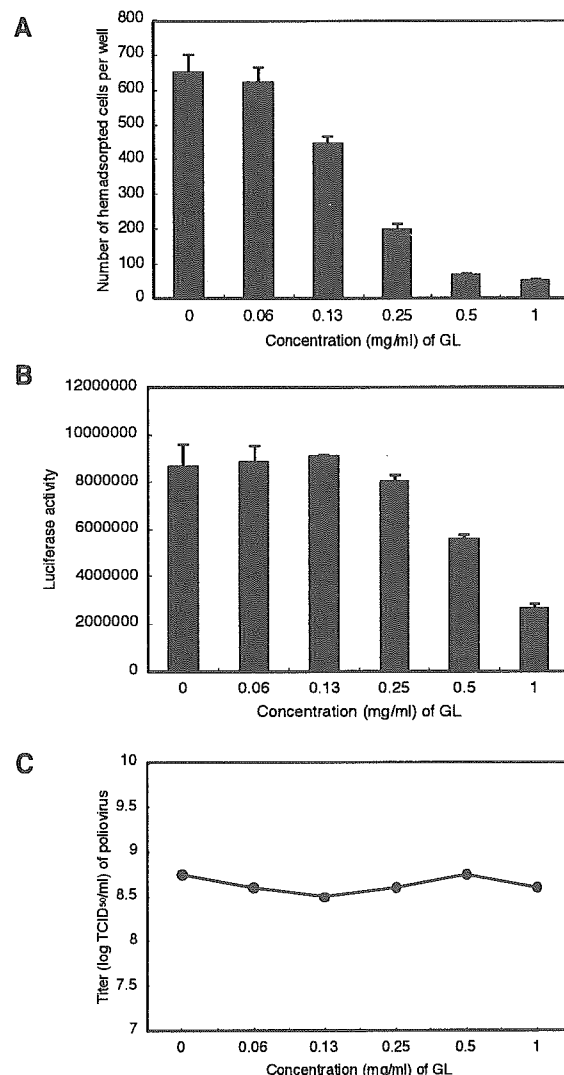 A
Number of hemadsorpted cells per well
800
700
600
500
400
300
200
100
0
0 0.06 0.13 0.25 0.5 1
Concentration (mg/ml) of GL
B
Luciferase activity
12000000
10000000
8000000
6000000
4000000
2000000
0
0 0.06 0.13 0.25 0.5 1
Concentration (mg/ml) of GL
C
Titer (log TCID50/ml) of poliovirus
10
9.5
9
8.5
8
7.5
7
0 0.06 0.13 0.25 0.5 1
Concentration (mg/ml) of GL